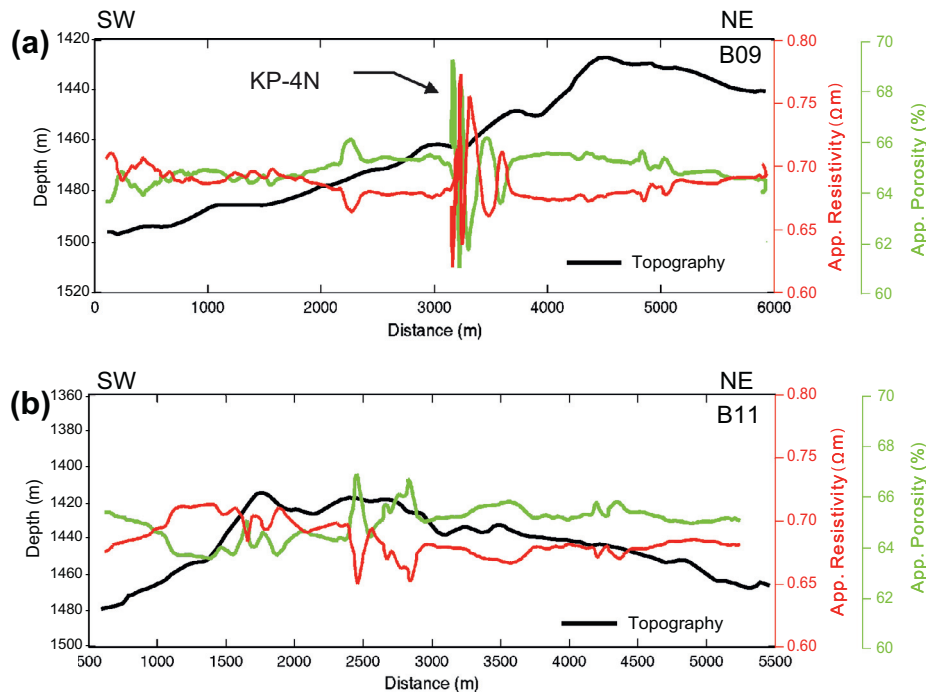 (a)
SW
NE
B09
KP-4N
Depth (m)
1420
1440
1460
1480
1500
1520
0
1000
2000
3000
4000
5000
6000
Distance (m)
Topography
App. Resistivity (Ωm)
0.80
0.75
0.70
0.65
0.60
App. Porosity (%)
70
68
66
64
62
60
(b)
SW
NE
B11
Depth (m)
1360
1380
1400
1420
1440
1460
1480
1500
500
1000
1500
2000
2500
3000
3500
4000
4500
5000
5500
Distance (m)
Topography
App. Resistivity (Ωm)
0.80
0.75
0.70
0.65
0.60
App. Porosity (%)
70
68
66
64
62
60